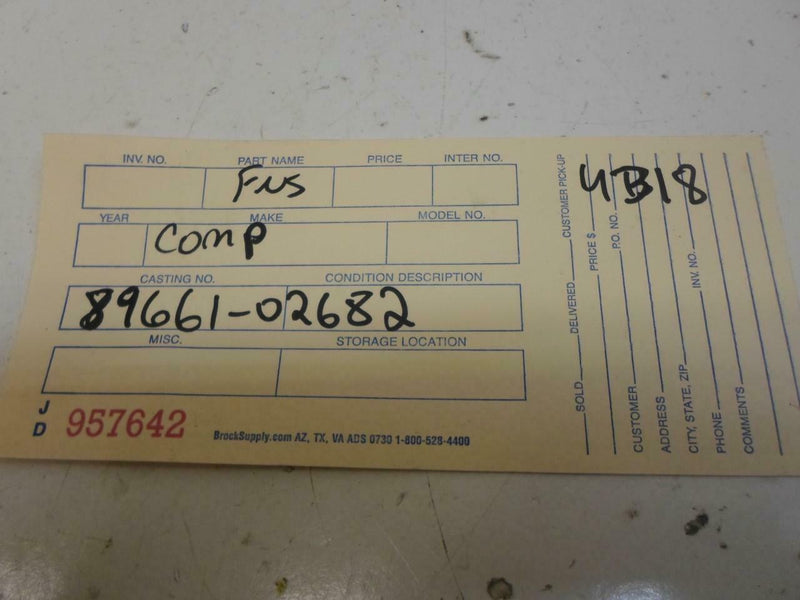 INV. NO. PART NAME PRICE INTER NO.
Fus
YEAR MAKE MODEL NO.
Comp
CASTING NO. CONDITION DESCRIPTION
89661-02682
MISC. STORAGE LOCATION
J
D
957642
BrockSupply.com AZ, TX, VA ADS 0730 1-800-528-4400
4B18
SOLD DELIVERED CUSTOMER PICK-UP
PRICE $
P.O. NO.
CUSTOMER
ADDRESS
CITY, STATE, ZIP INV. NO.
PHONE
COMMENTS